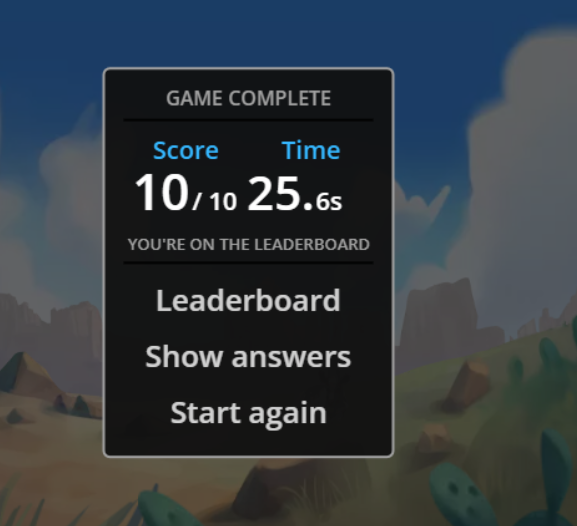 GAME COMPLETE
Score Time
10/ 10 25.6s
YOU'RE ON THE LEADERBOARD
Leaderboard
Show answers
Start again